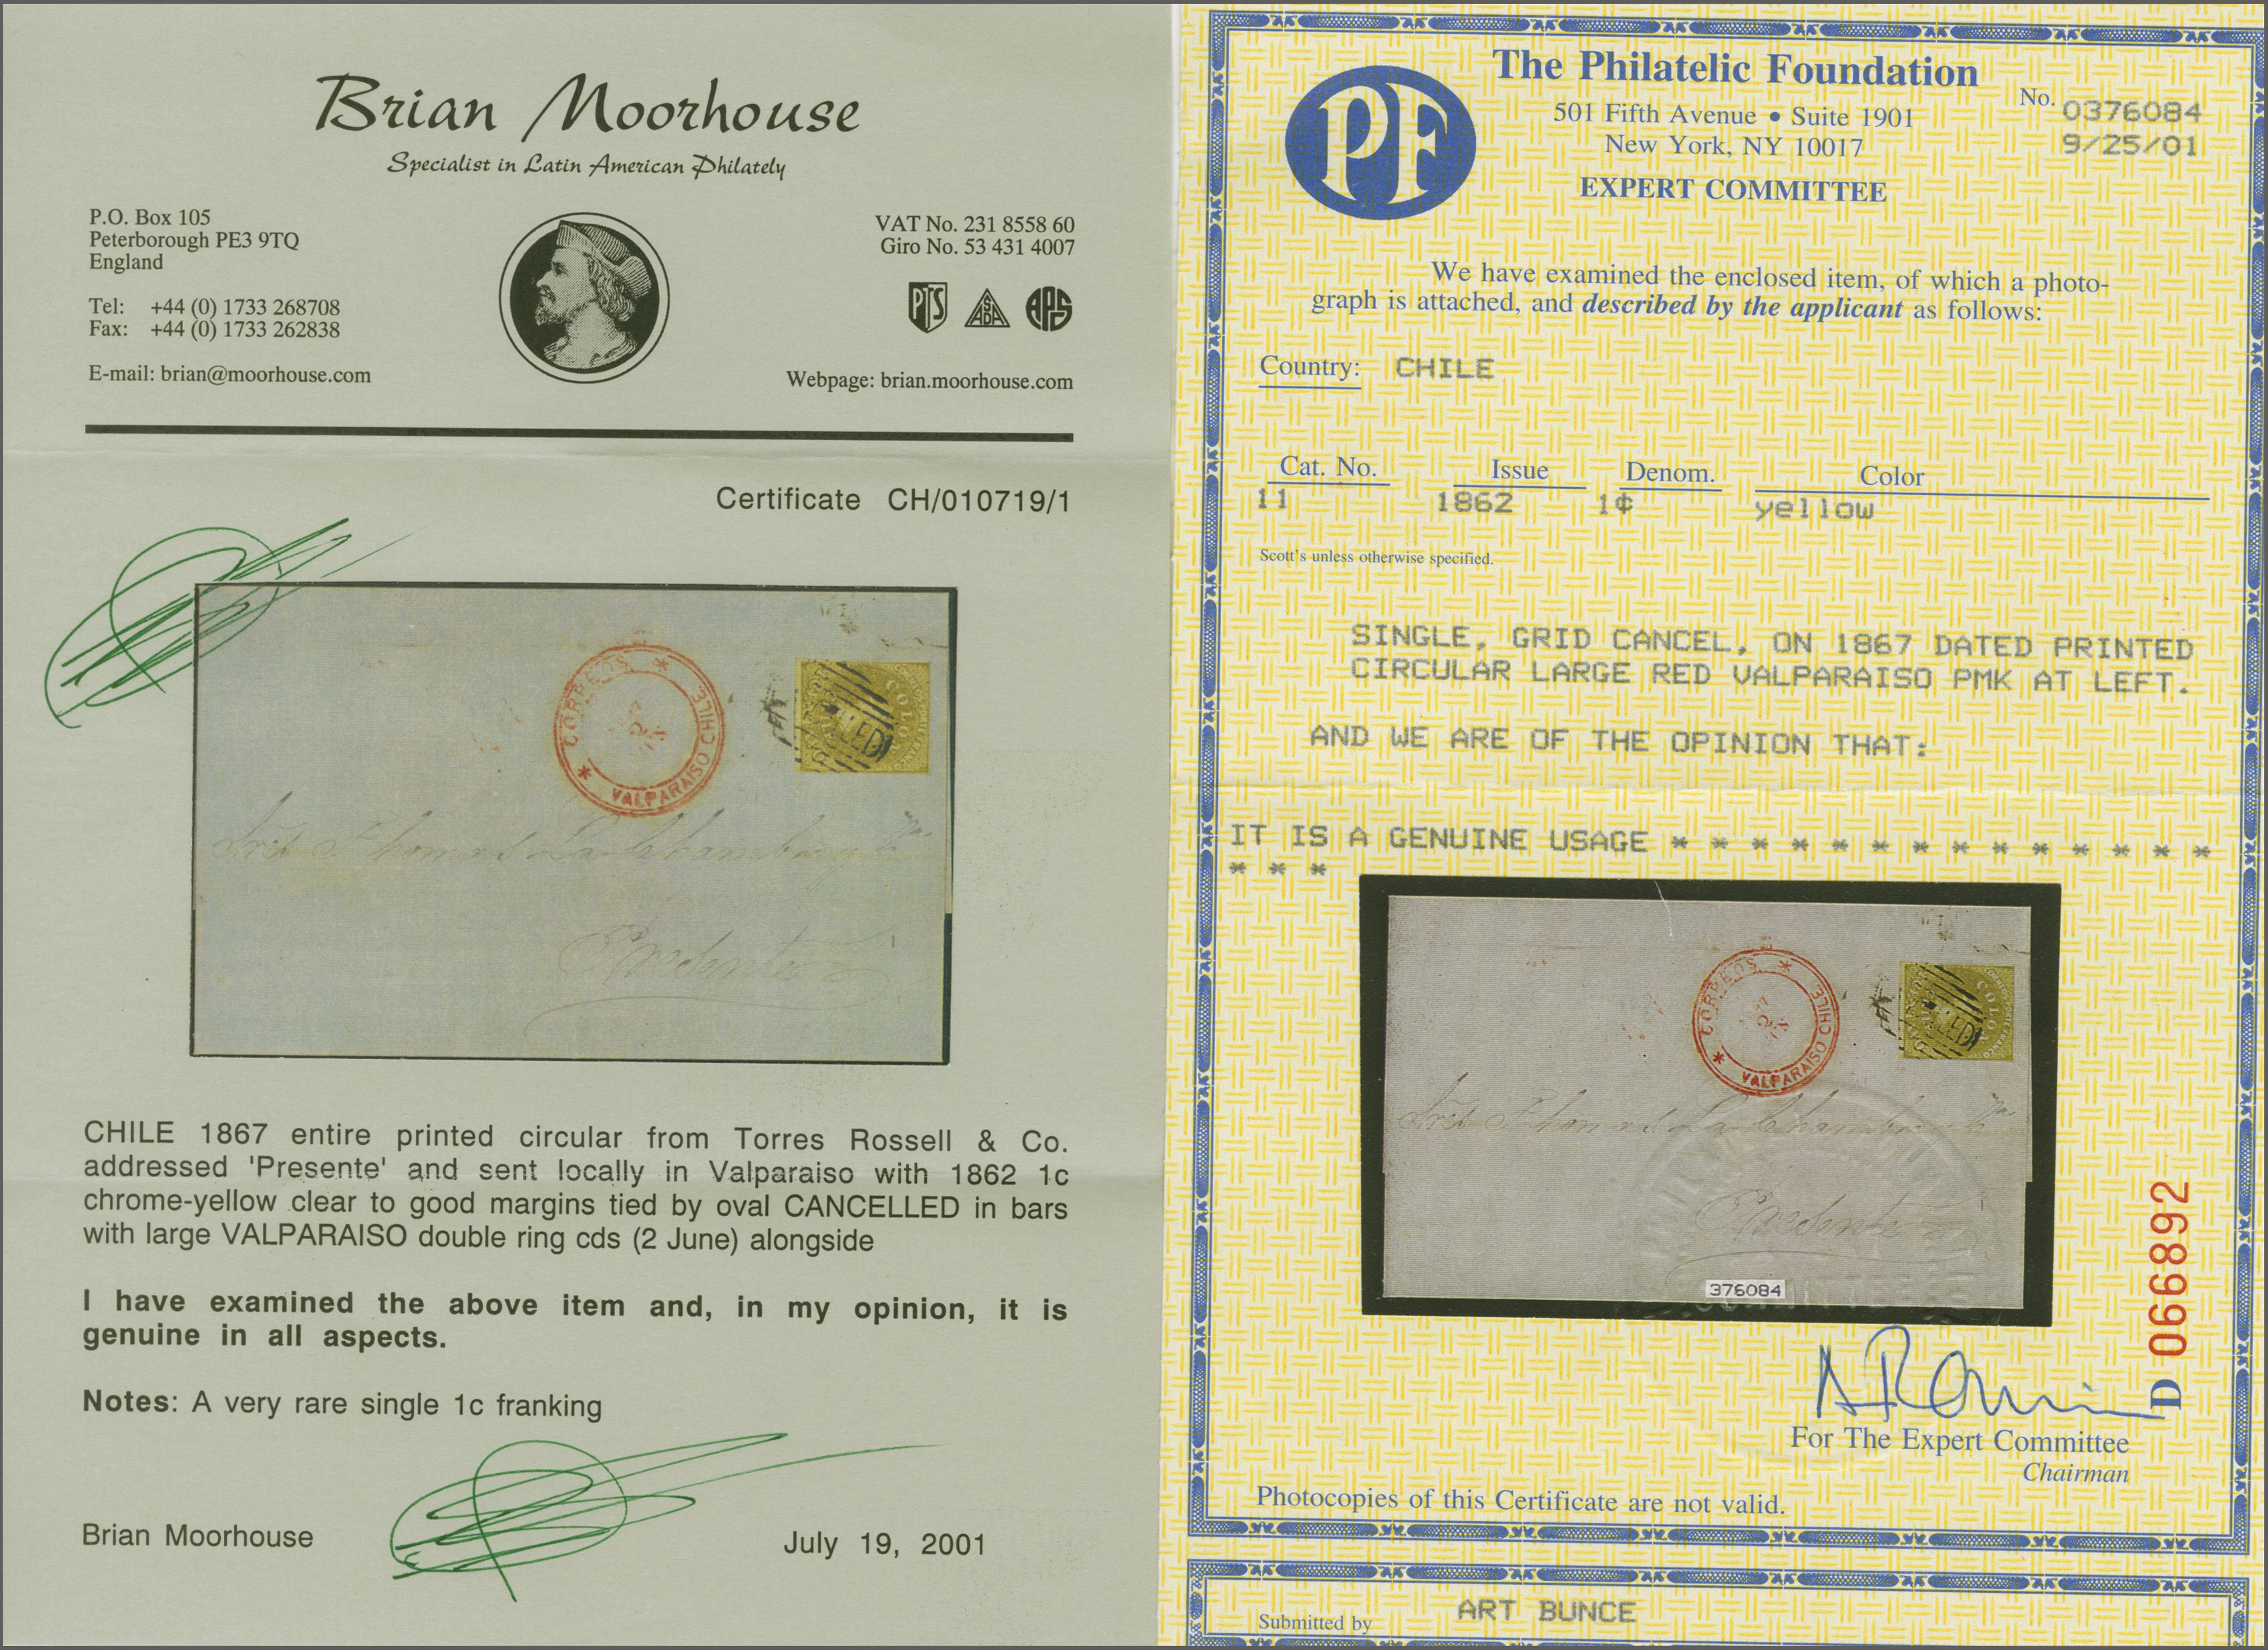 Brian Moorhouse
Specialist in Latin American Philately
P.O. Box 105
Peterborough PE3 9TQ
England
Tel: +44 (0) 1733 268708
Fax: +44 (0) 1733 262838
E-mail: brian@moorhouse.com
VAT No. 231 8558 60
Giro No. 53 431 4007
PTS
ASDA
APS
Webpage: brian.moorhouse.com
Certificate CH/010719/1
CORREOS
* VALPARAISO CHILE *
COLON
Presente
CHILE 1867 entire printed circular from Torres Rossell & Co.
addressed 'Presente' and sent locally in Valparaiso with 1862 1c
chrome-yellow clear to good margins tied by oval CANCELLED in bars
with large VALPARAISO double ring cds (2 June) alongside
I have examined the above item and, in my opinion, it is
genuine in all aspects.
Notes: A very rare single 1c franking
Brian Moorhouse
July 19, 2001
PF
The Philatelic Foundation
501 Fifth Avenue • Suite 1901
New York, NY 10017
EXPERT COMMITTEE
No. 0376084
9/25/01
We have examined the enclosed item, of which a photo-
graph is attached, and described by the applicant as follows:
Country: CHILE
Cat. No. Issue Denom. Color
11 1862 1¢ yellow
Scott's unless otherwise specified.
SINGLE, GRID CANCEL, ON 1867 DATED PRINTED
CIRCULAR LARGE RED VALPARAISO PMK AT LEFT.
AND WE ARE OF THE OPINION THAT:
IT IS A GENUINE USAGE * * * * * * * * * * * * * *
* * *
CORREOS
* VALPARAISO CHILE *
COLON
Presente
376084
D 066892
For The Expert Committee
Chairman
Photocopies of this Certificate are not valid.
Submitted by ART BUNCE